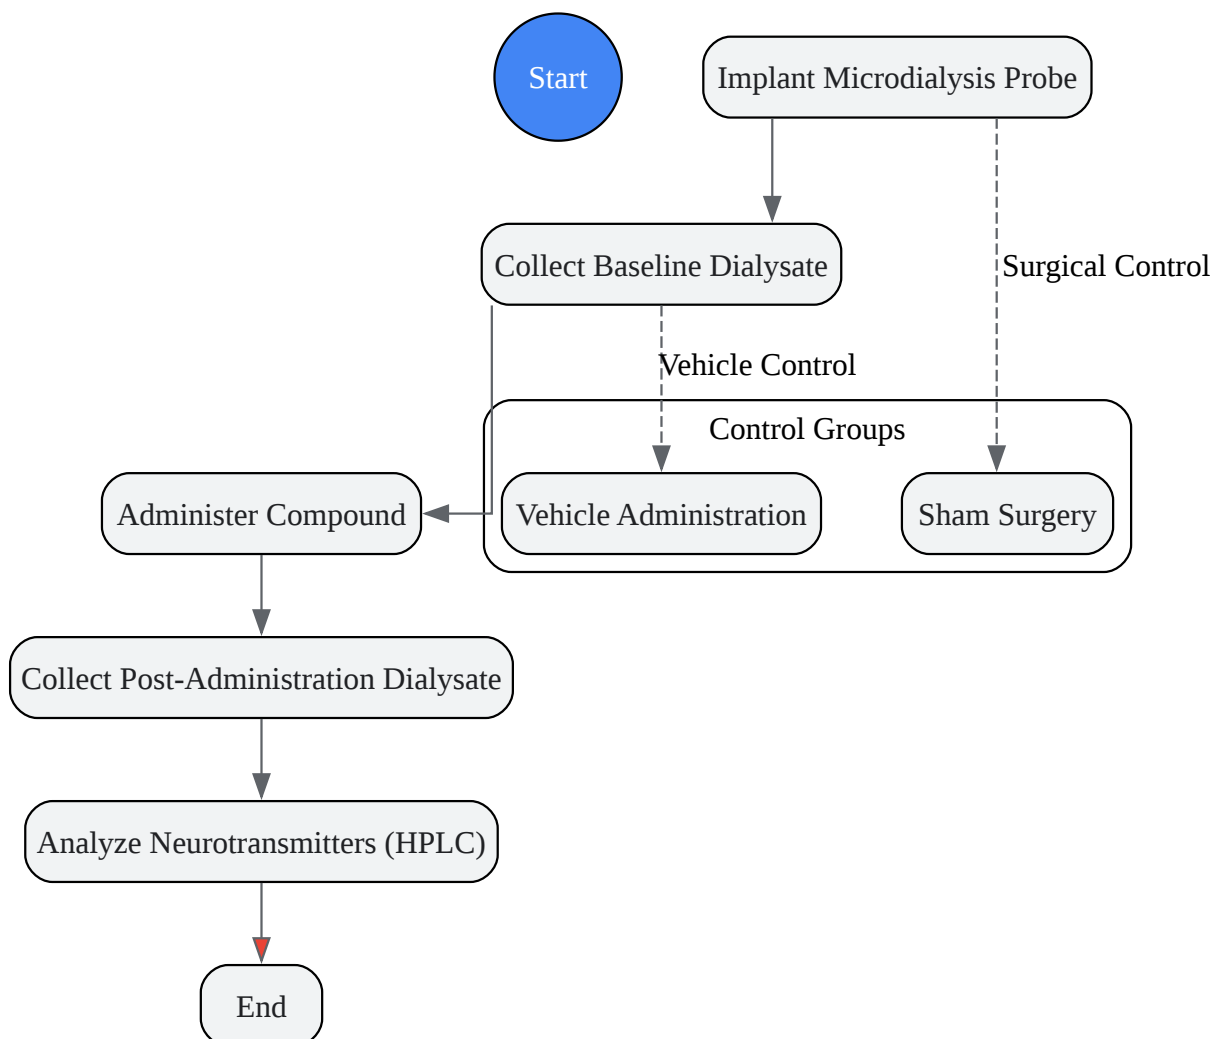 Start
Implant Microdialysis Probe
Collect Baseline Dialysate
Surgical Control
Vehicle Control
Control Groups
Administer Compound
Vehicle Administration
Sham Surgery
Collect Post-Administration Dialysate
Analyze Neurotransmitters (HPLC)
End